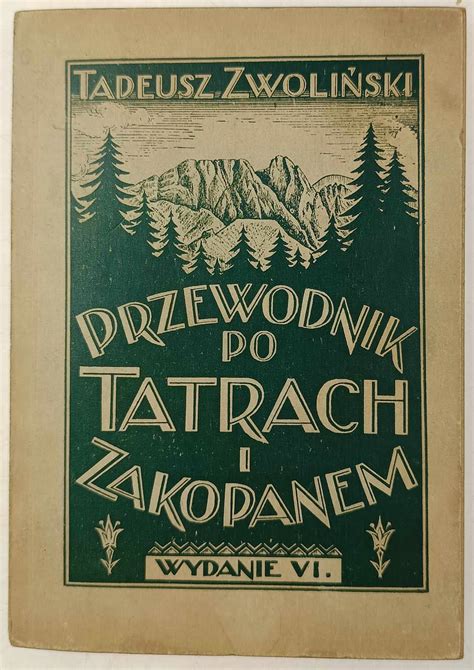 TADEUSZ ZWOLIŃSKI
PRZEWODNIK
PO
TATRACH
I
ZAKOPANEM
WYDANIE VI.